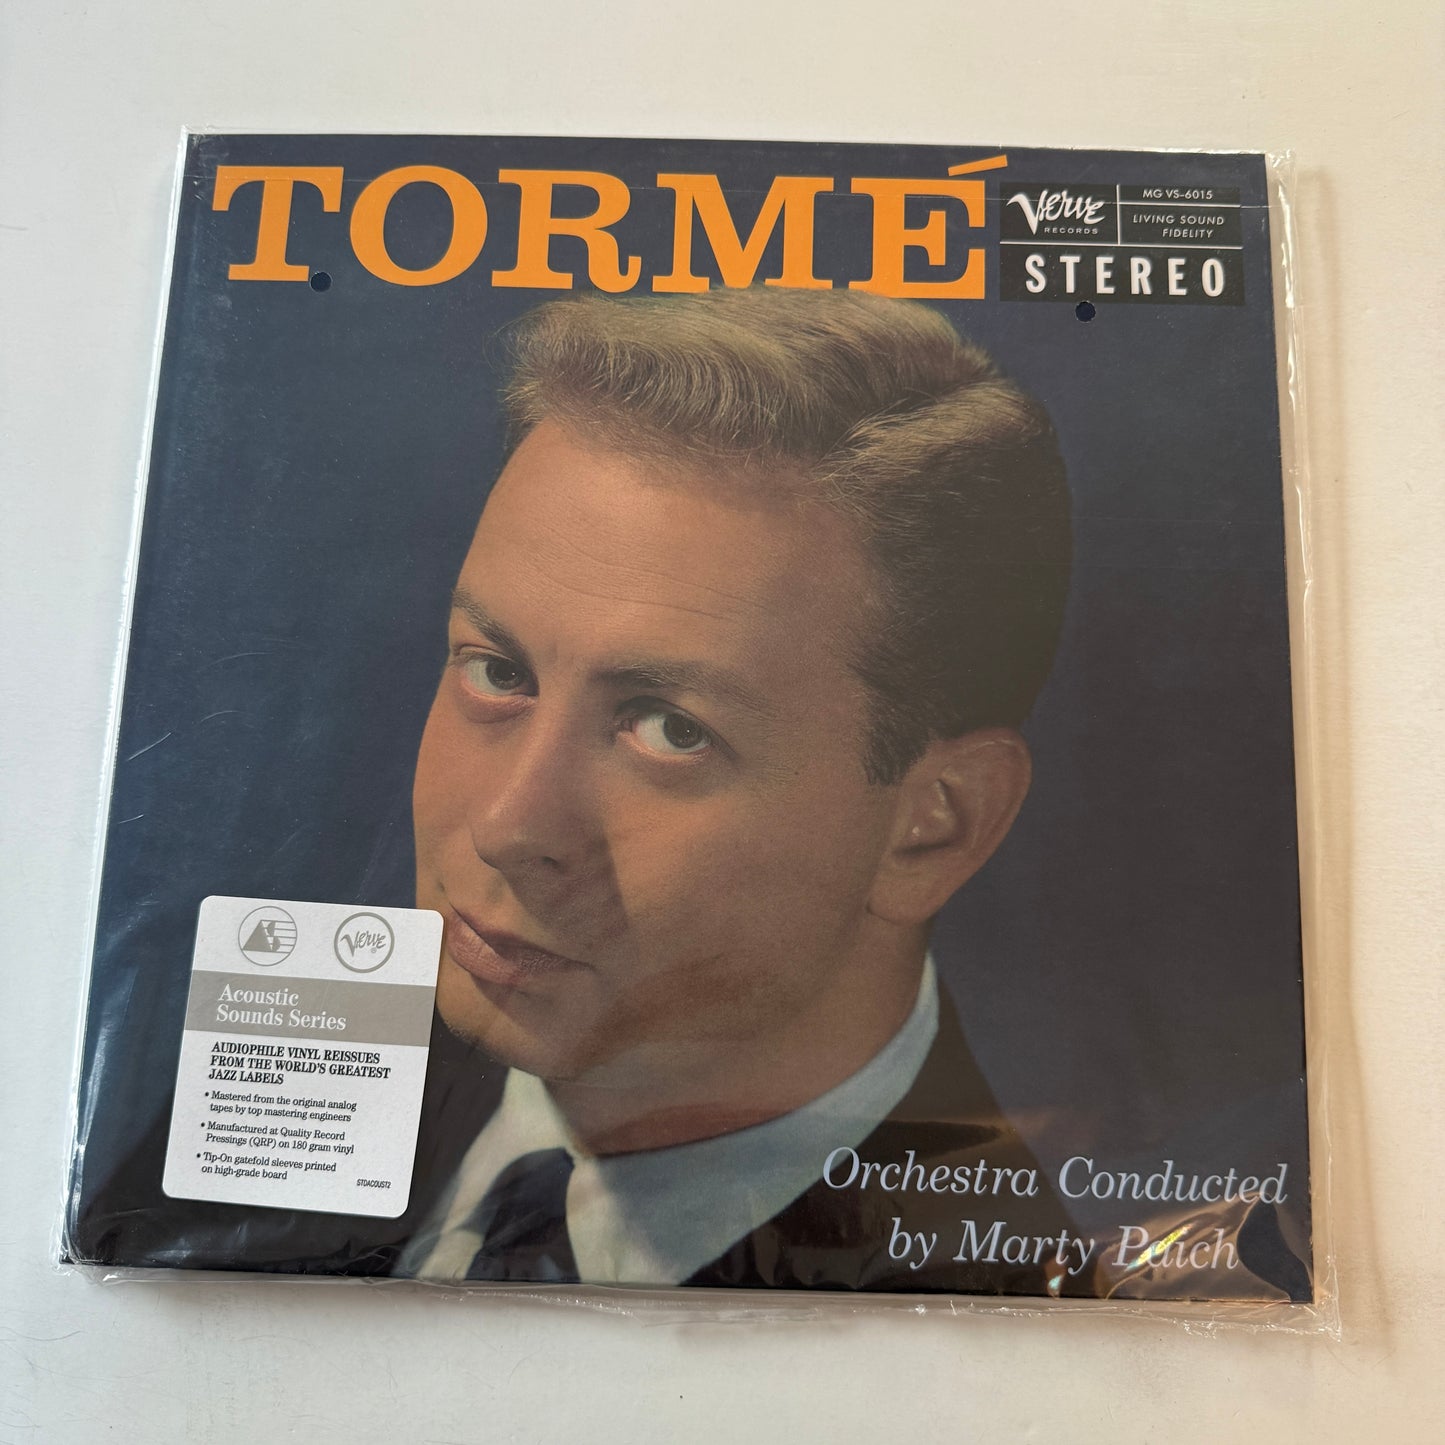 TORMÉ
Verve
RECORDS
MG VS-6015
LIVING SOUND
FIDELITY
STEREO
Verve
Acoustic
Sounds Series
AUDIOPHILE VINYL REISSUES
FROM THE WORLD'S GREATEST
JAZZ LABELS
• Mastered from the original analog
tapes by top mastering engineers
• Manufactured at Quality Record
Pressings (QRP) on 180 gram vinyl
• Tip-On gatefold sleeves printed
on high-grade board
STDACOUST2
Orchestra Conducted
by Marty Paich